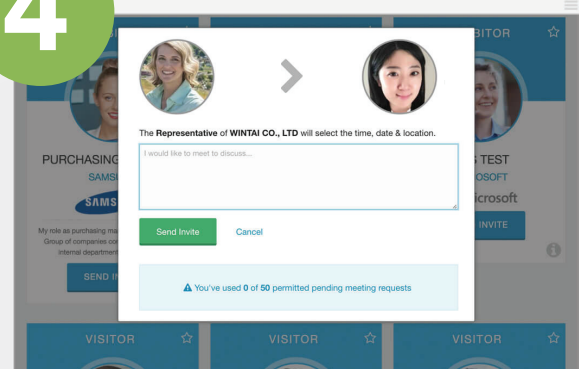 4
ITOR
The Representative of WINTAI CO., LTD will select the time, date & location.
I would like to meet to discuss...
PURCHASING
SAMS
SAMS
S TEST
OSOFT
icrosoft
My role as purchasing ma
Group of companies co
internal department
Send Invite
Cancel
INVITE
SEND IN
You've used 0 of 50 permitted pending meeting requests
VISITOR
VISITOR
VISITOR